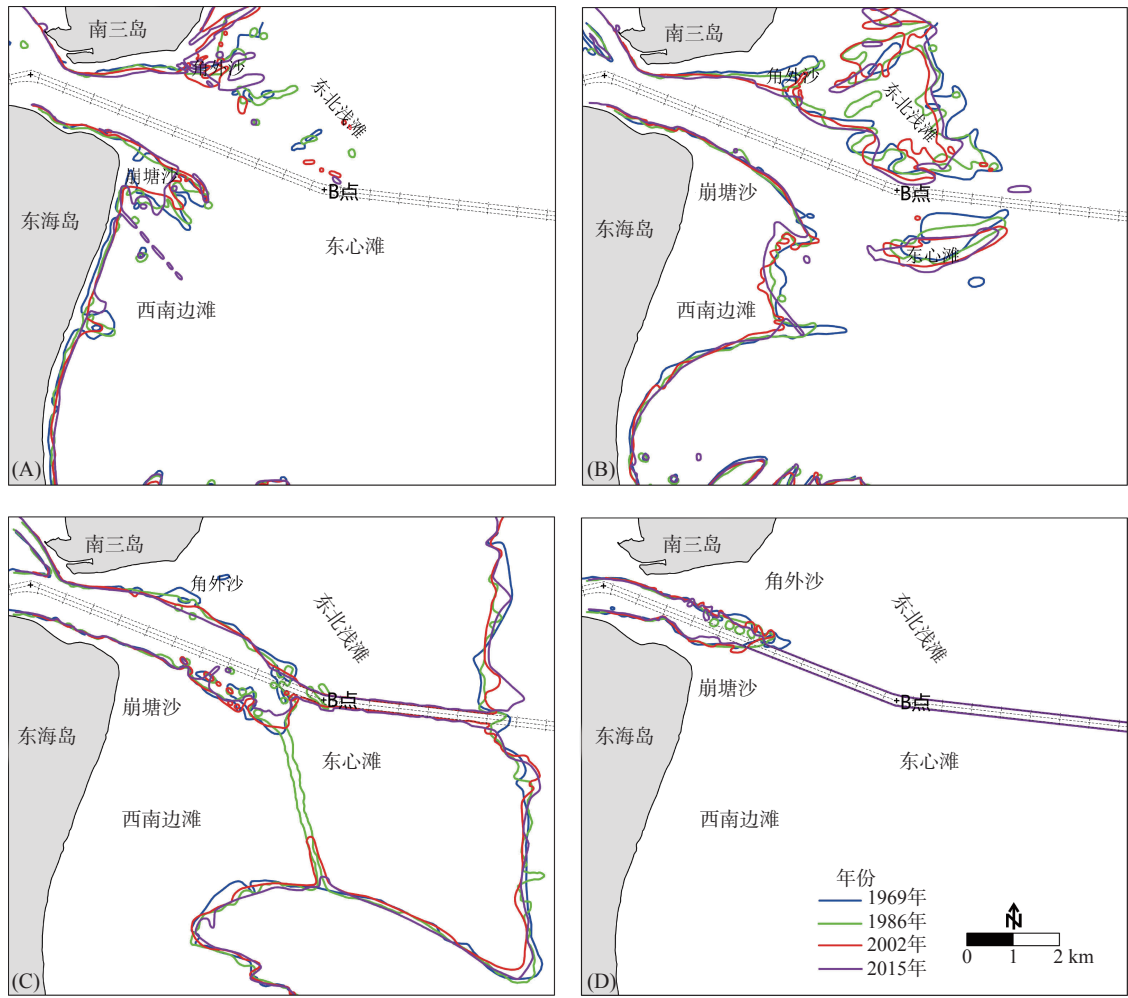 南三岛
角外沙
东北浅滩
崩塘沙
B点
东海岛
东心滩
西南边滩
(A)
南三岛
角外沙
东北浅滩
崩塘沙
B点
东海岛
东心滩
西南边滩
(B)
南三岛
角外沙
东北浅滩
崩塘沙
B点
东海岛
东心滩
西南边滩
(C)
南三岛
角外沙
东北浅滩
崩塘沙
B点
东海岛
东心滩
西南边滩
年份
1969年
1986年
2002年
2015年
N
0 1 2 km
(D)